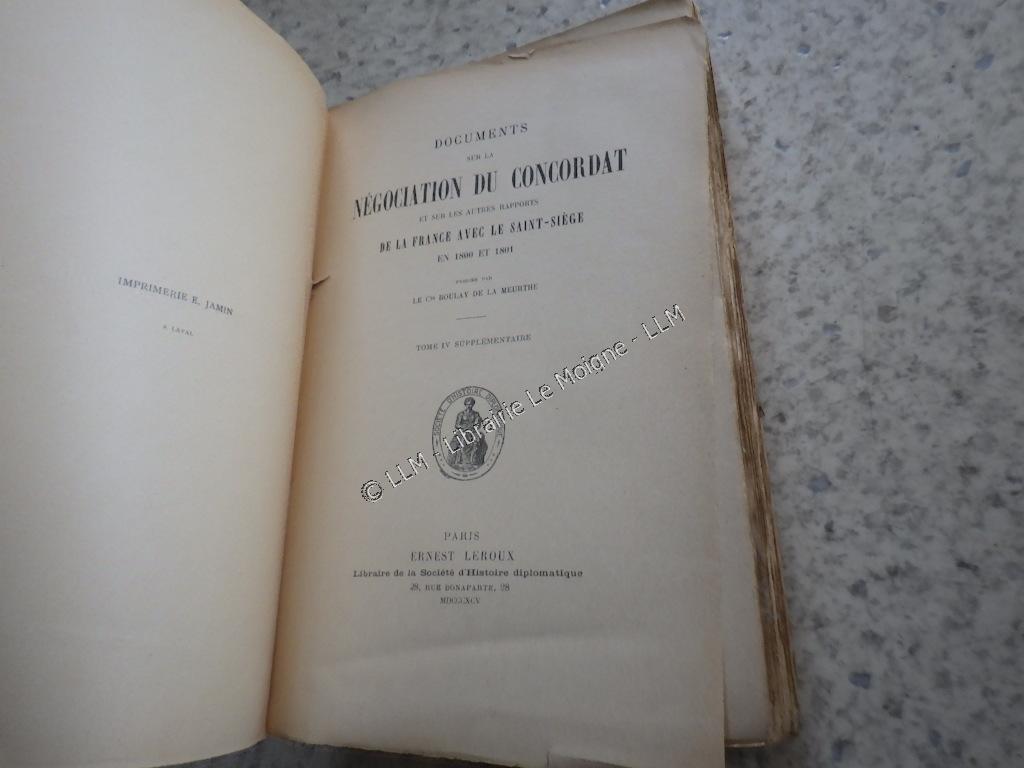 IMPRIMERIE E. JAMIN
A LAVAL
DOCUMENTS
SUR LA
NÉGOCIATION DU CONCORDAT
ET SUR LES AUTRES RAPPORTS
DE LA FRANCE AVEC LE SAINT-SIÈGE
EN 1800 ET 1801
PUBLIÉS PAR
LE Cte BOULAY DE LA MEURTHE
TOME IV SUPPLÉMENTAIRE
SOCIÉTÉ D'HISTOIRE
© LLM - Librairie Le Moigne - LLM
PARIS
ERNEST LEROUX
Libraire de la Société d'Histoire diplomatique
28, RUE BONAPARTE, 28
MDCCCXCV